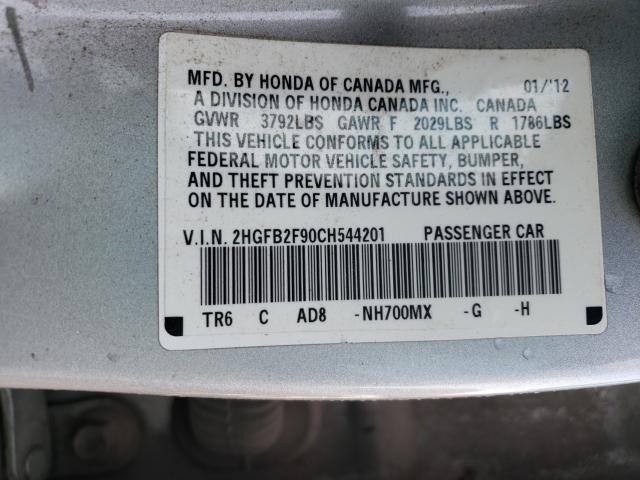 MFD. BY HONDA OF CANADA MFG., 01/'12
A DIVISION OF HONDA CANADA INC. CANADA
GVWR 3792LBS GAWR F 2029LBS R 1786LBS
THIS VEHICLE CONFORMS TO ALL APPLICABLE
FEDERAL MOTOR VEHICLE SAFETY, BUMPER,
AND THEFT PREVENTION STANDARDS IN EFFECT
ON THE DATE OF MANUFACTURE SHOWN ABOVE.
V.I.N. 2HGFB2F90CH544201 PASSENGER CAR
TR6 C AD8 -NH700MX -G -H